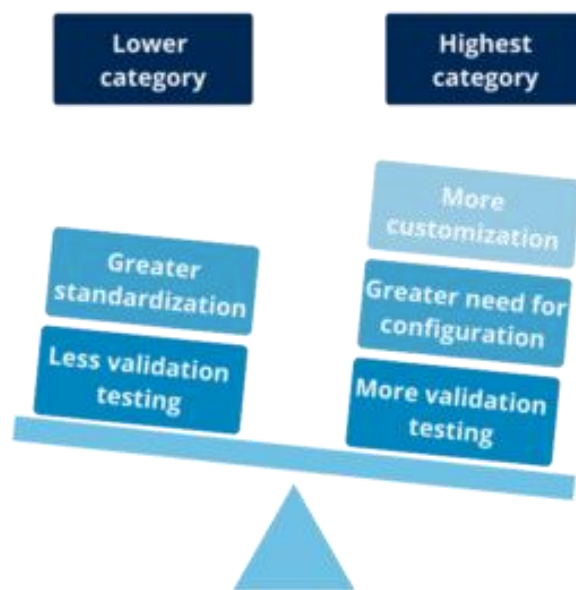 Lower
category
Highest
category
Greater
standardization
Less validation
testing
More
customization
Greater need for
configuration
More validation
testing